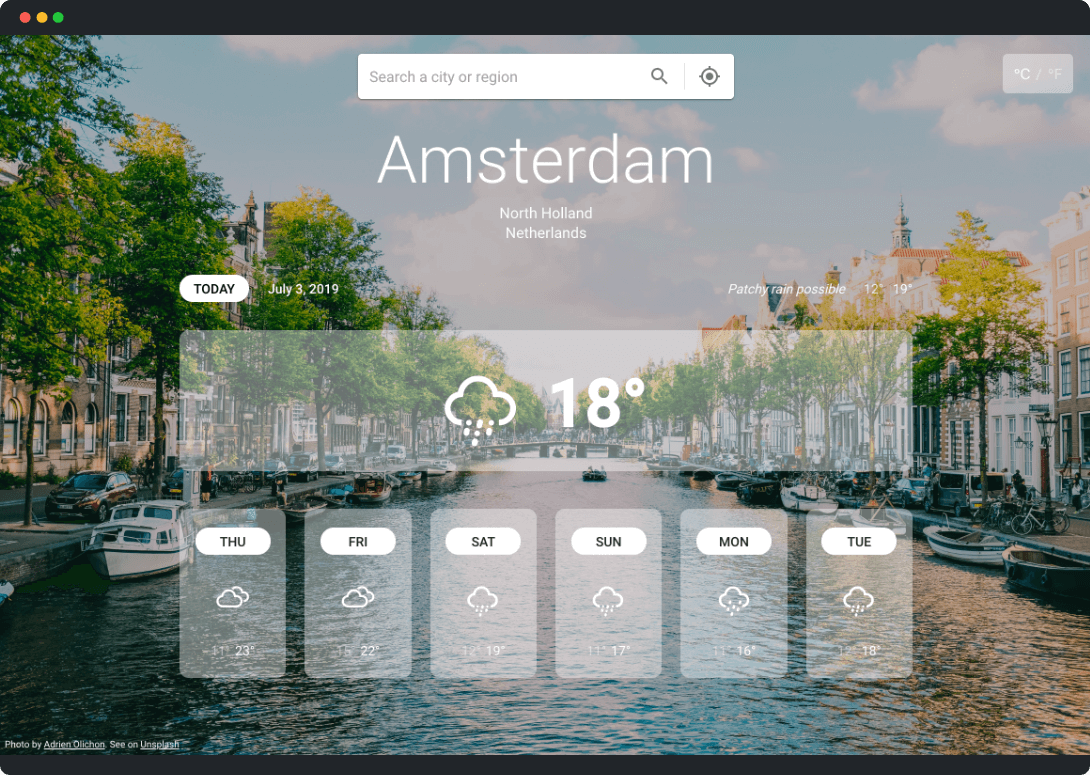 Search a city or region
°C / °F
Amsterdam
North Holland
Netherlands
TODAY July 3, 2019 Patchy rain possible 12° 19°
18°
THU FRI SAT SUN MON TUE
11° 23° 15° 22° 12° 19° 11° 17° 11° 16° 12° 18°
Photo by Adrien Olichon. See on Unsplash